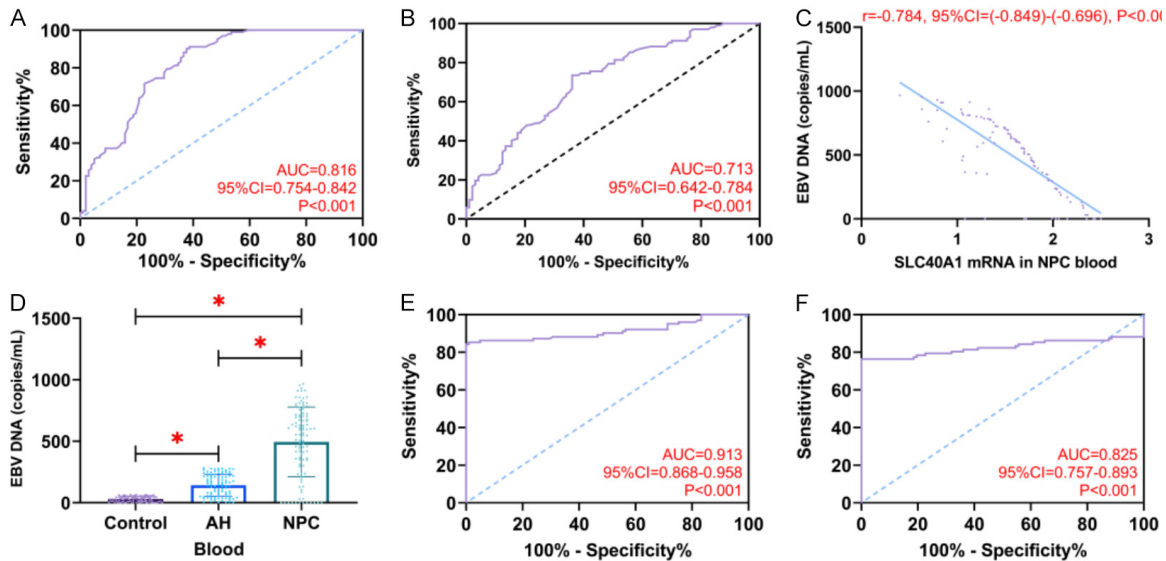 A
Sensitivity%
100
80
60
40
20
0
0 20 40 60 80 100
100% - Specificity%
AUC=0.816
95%CI=0.754-0.842
P<0.001
B
Sensitivity%
100
80
60
40
20
0
0 20 40 60 80 100
100% - Specificity%
AUC=0.713
95%CI=0.642-0.784
P<0.001
C
r=-0.784, 95%CI=(-0.849)-(-0.696), P<0.00
EBV DNA (copies/mL)
1500
1000
500
0
0 1 2 3
SLC40A1 mRNA in NPC blood
D
EBV DNA (copies/mL)
1500
1000
500
0
* * *
Control AH NPC
Blood
E
Sensitivity%
100
80
60
40
20
0
0 20 40 60 80 100
100% - Specificity%
AUC=0.913
95%CI=0.868-0.958
P<0.001
F
Sensitivity%
100
80
60
40
20
0
0 20 40 60 80 100
100% - Specificity%
AUC=0.825
95%CI=0.757-0.893
P<0.001